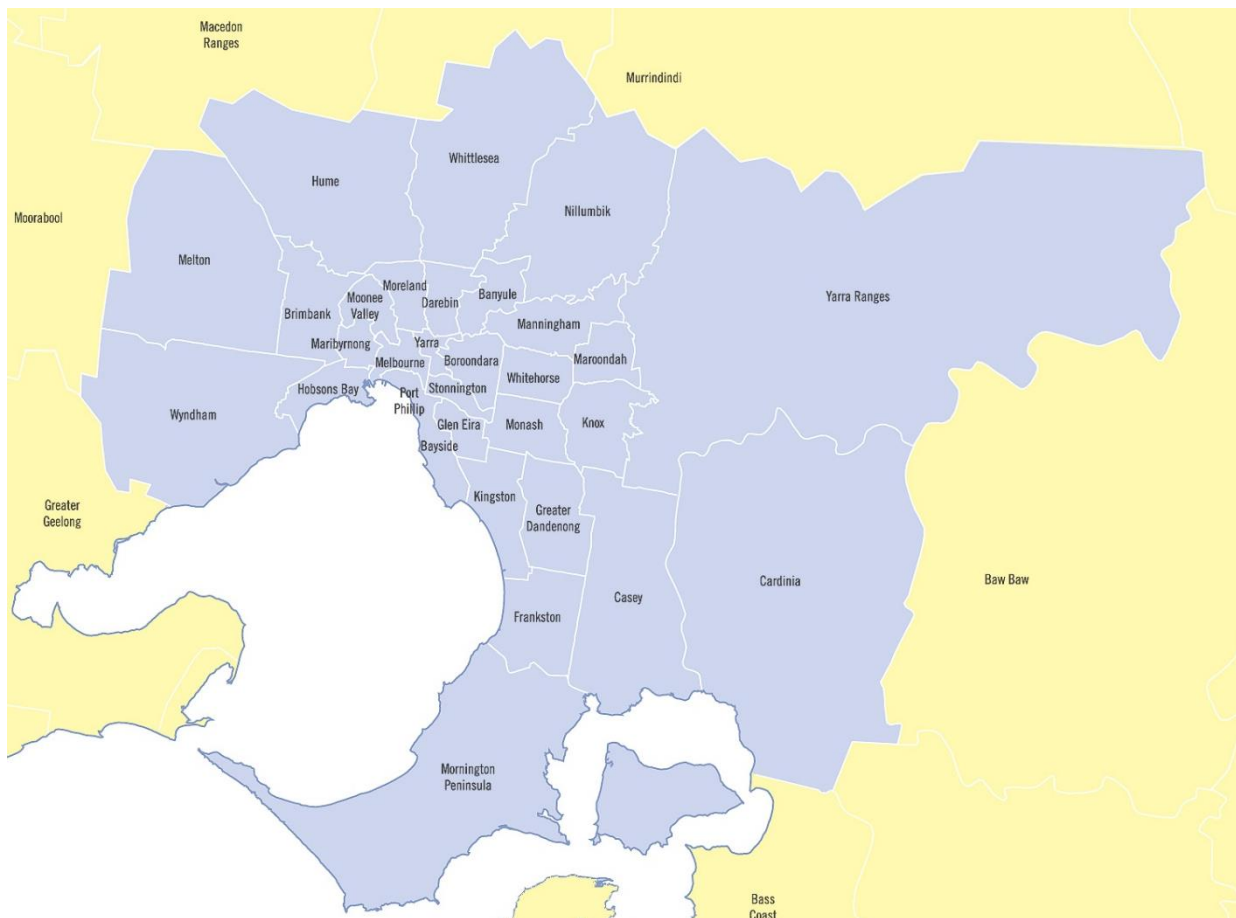 Macedon
Ranges
Murrindindi
Whittlesea
Hume
Nillumbik
Moorabool
Melton
Moreland
Banyule
Yarra Ranges
Moonee
Valley
Darebin
Brimbank
Manningham
Maribyrnong
Yarra
Melbourne
Boroondara
Maroondah
Whitehorse
Hobsons Bay
Port
Phillip
Stonnington
Wyndham
Glen Eira
Monash
Knox
Bayside
Kingston
Greater
Geelong
Greater
Dandenong
Cardinia
Baw Baw
Casey
Frankston
Mornington
Peninsula
Bass
Coast